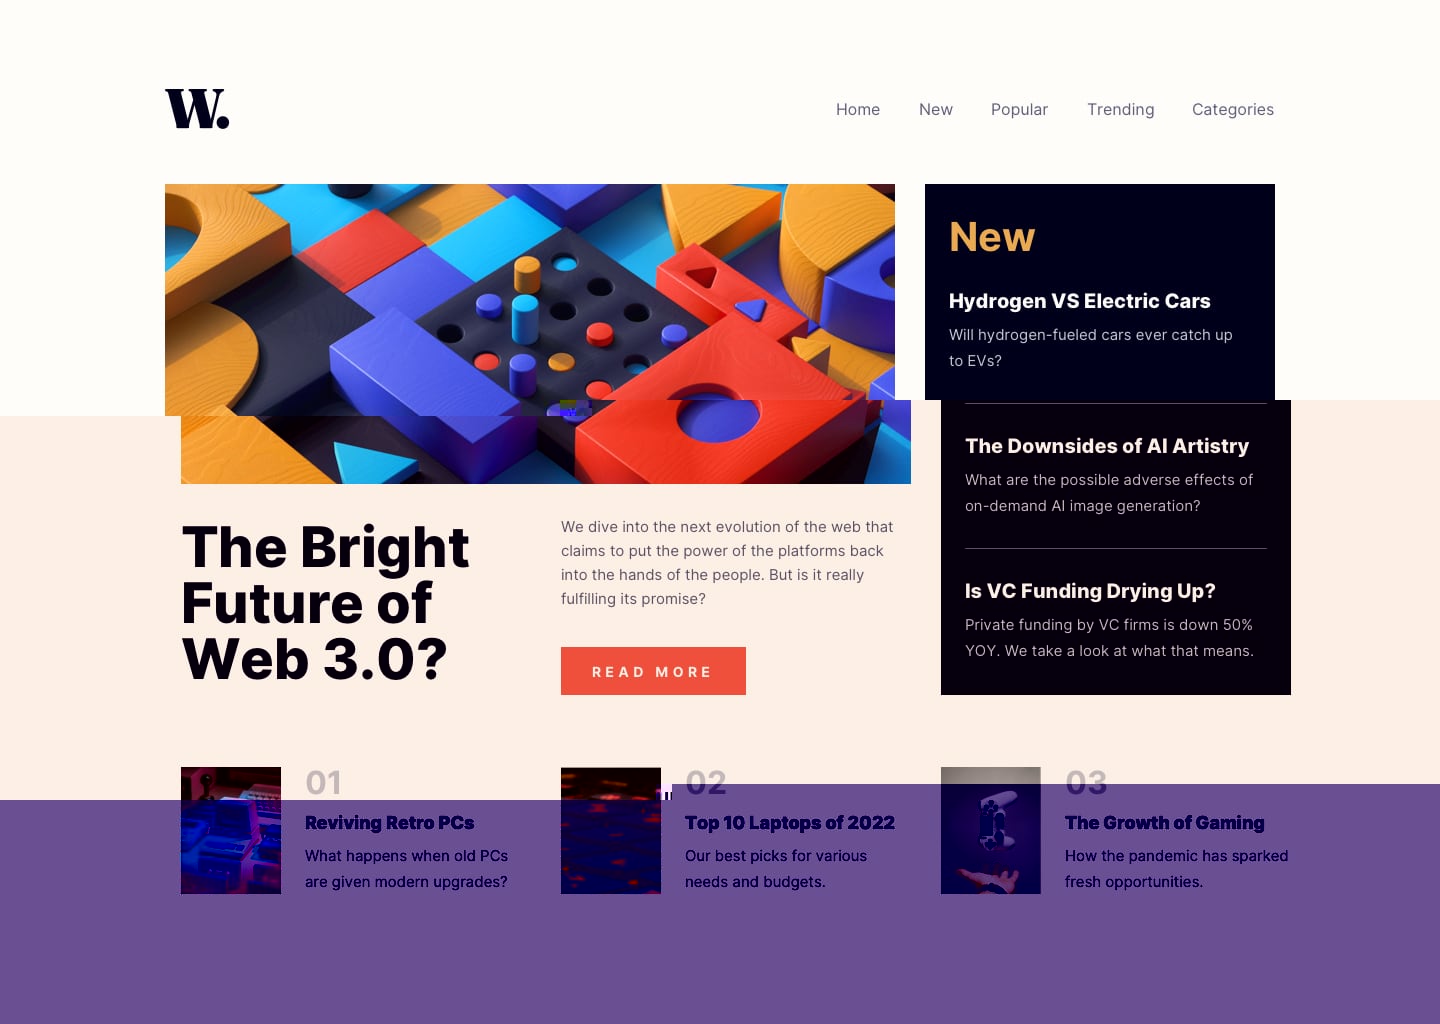 W.
Home New Popular Trending Categories
New
Hydrogen VS Electric Cars
Will hydrogen-fueled cars ever catch up
to EVs?
The Downsides of AI Artistry
What are the possible adverse effects of
on-demand AI image generation?
Is VC Funding Drying Up?
Private funding by VC firms is down 50%
YOY. We take a look at what that means.
The Bright
Future of
Web 3.0?
We dive into the next evolution of the web that
claims to put the power of the platforms back
into the hands of the people. But is it really
fulfilling its promise?
READ MORE
01
Reviving Retro PCs
What happens when old PCs
are given modern upgrades?
02
Top 10 Laptops of 2022
Our best picks for various
needs and budgets.
03
The Growth of Gaming
How the pandemic has sparked
fresh opportunities.